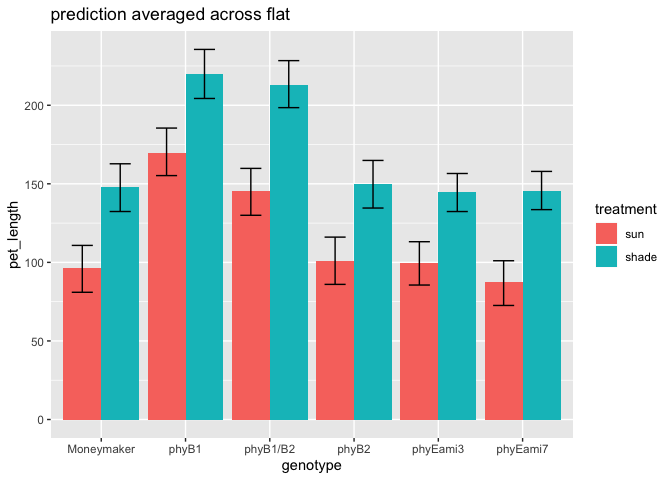 prediction averaged across flat
pet_length
200
150
100
50
0
Moneymaker phyB1 phyB1/B2 phyB2 phyEami3 phyEami7
genotype
treatment
sun
shade